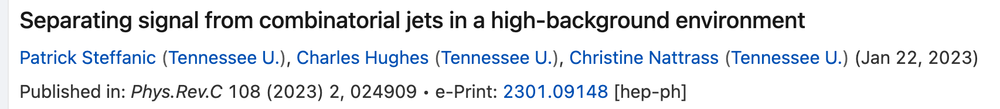 Separating signal from combinatorial jets in a high-background environment
Patrick Steffanic (Tennessee U.), Charles Hughes (Tennessee U.), Christine Nattrass (Tennessee U.) (Jan 22, 2023)
Published in: Phys.Rev.C 108 (2023) 2, 024909 • e-Print: 2301.09148 [hep-ph]